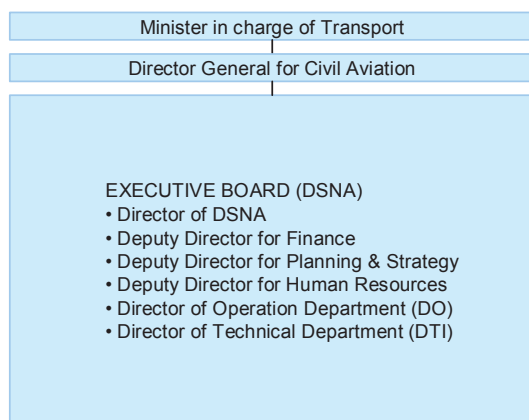 Minister in charge of Transport
Director General for Civil Aviation
EXECUTIVE BOARD (DSNA)
• Director of DSNA
• Deputy Director for Finance
• Deputy Director for Planning & Strategy
• Deputy Director for Human Resources
• Director of Operation Department (DO)
• Director of Technical Department (DTI)